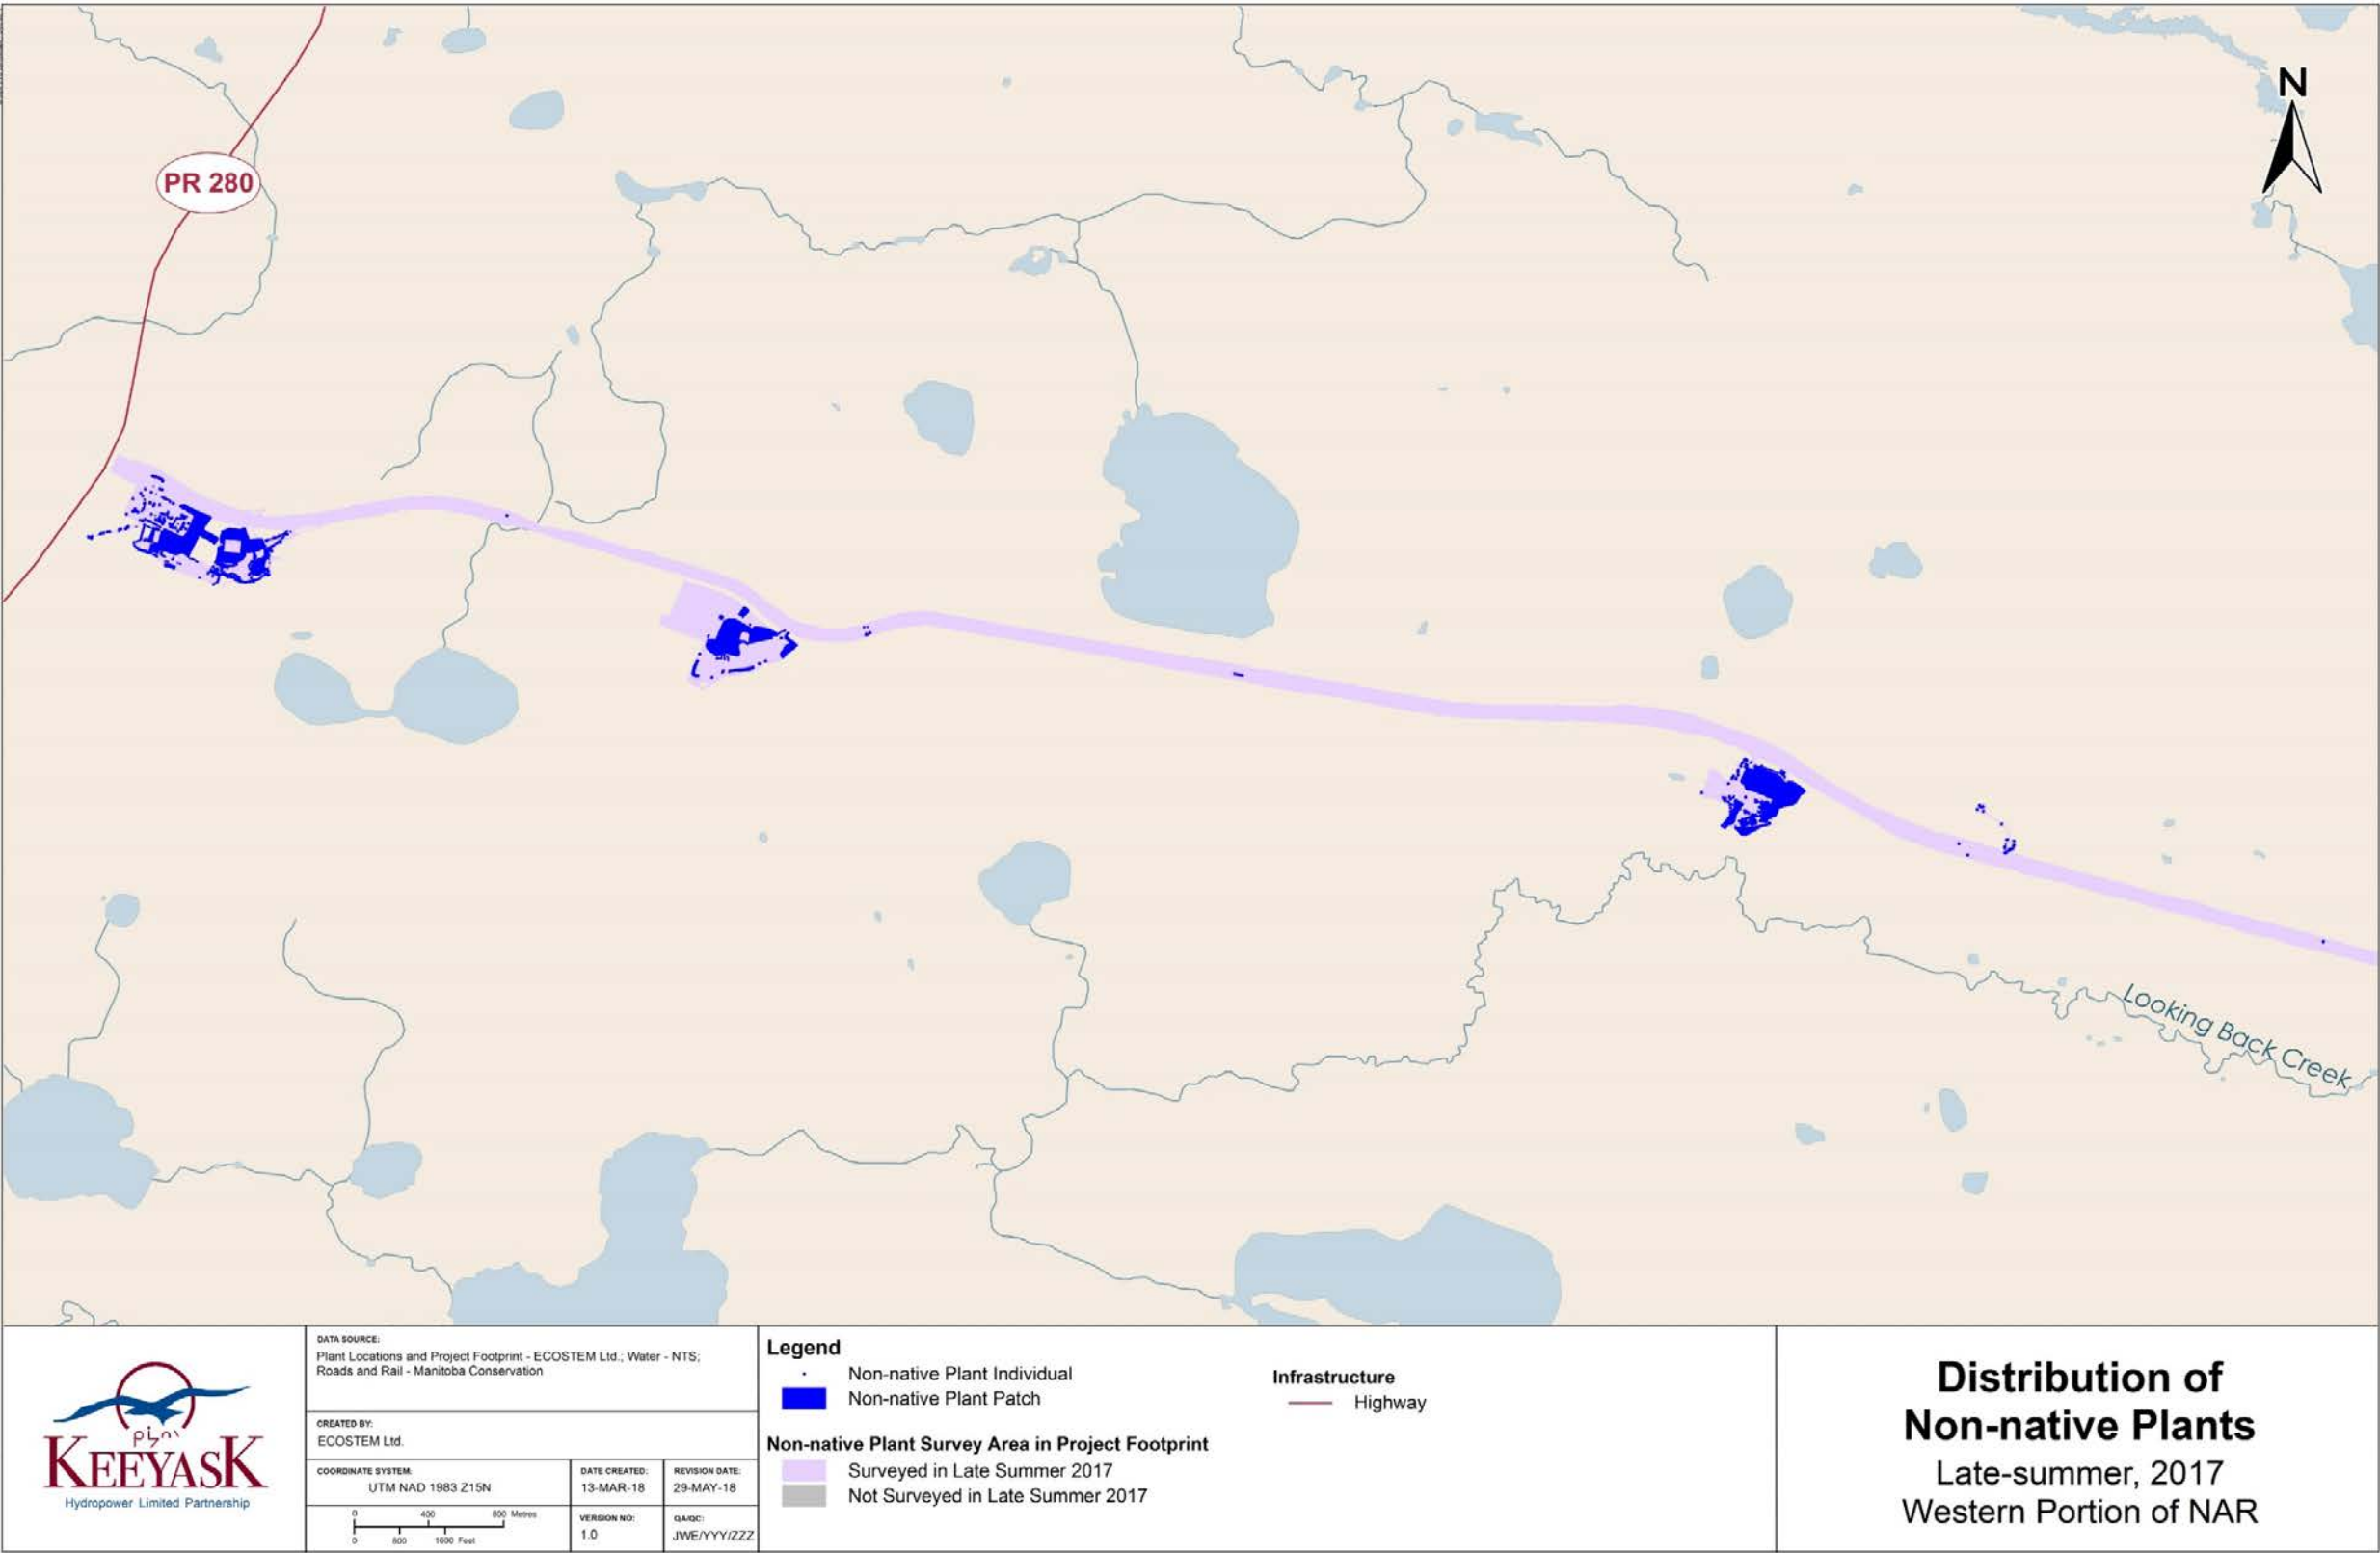 N
PR 280
Looking Back Creek
KEEYASK
Hydropower Limited Partnership
DATA SOURCE:
Plant Locations and Project Footprint - ECOSTEM Ltd.; Water - NTS;
Roads and Rail - Manitoba Conservation
CREATED BY:
ECOSTEM Ltd.
COORDINATE SYSTEM:
UTM NAD 1983 Z15N
DATE CREATED:
13-MAR-18
REVISION DATE:
29-MAY-18
0 400 800 Metres
0 800 1600 Feet
VERSION NO:
1.0
QA/QC:
JWE/YYY/ZZZ
Legend
Non-native Plant Individual
Non-native Plant Patch
Non-native Plant Survey Area in Project Footprint
Surveyed in Late Summer 2017
Not Surveyed in Late Summer 2017
Infrastructure
Highway
Distribution of
Non-native Plants
Late-summer, 2017
Western Portion of NAR